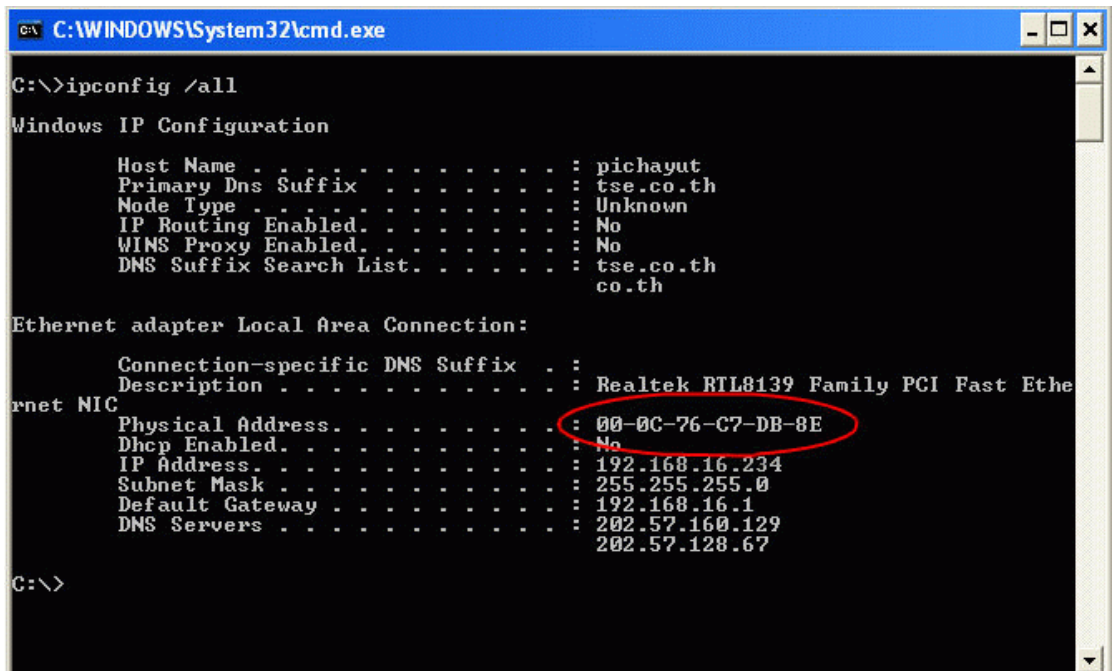 C:\WINDOWS\System32\cmd.exe
C:\>ipconfig /all
Windows IP Configuration
Host Name . . . . . . . . . . . . : pichayut
Primary Dns Suffix  . . . . . . . : tse.co.th
Node Type . . . . . . . . . . . . : Unknown
IP Routing Enabled. . . . . . . . : No
WINS Proxy Enabled. . . . . . . . : No
DNS Suffix Search List. . . . . . : tse.co.th
co.th
Ethernet adapter Local Area Connection:
Connection-specific DNS Suffix  . :
Description . . . . . . . . . . . : Realtek RTL8139 Family PCI Fast Ethe
rnet NIC
Physical Address. . . . . . . . . : 00-0C-76-C7-DB-8E
Dhcp Enabled. . . . . . . . . . . : No
IP Address. . . . . . . . . . . . : 192.168.16.234
Subnet Mask . . . . . . . . . . . : 255.255.255.0
Default Gateway . . . . . . . . . : 192.168.16.1
DNS Servers . . . . . . . . . . . : 202.57.160.129
202.57.128.67
C:\>